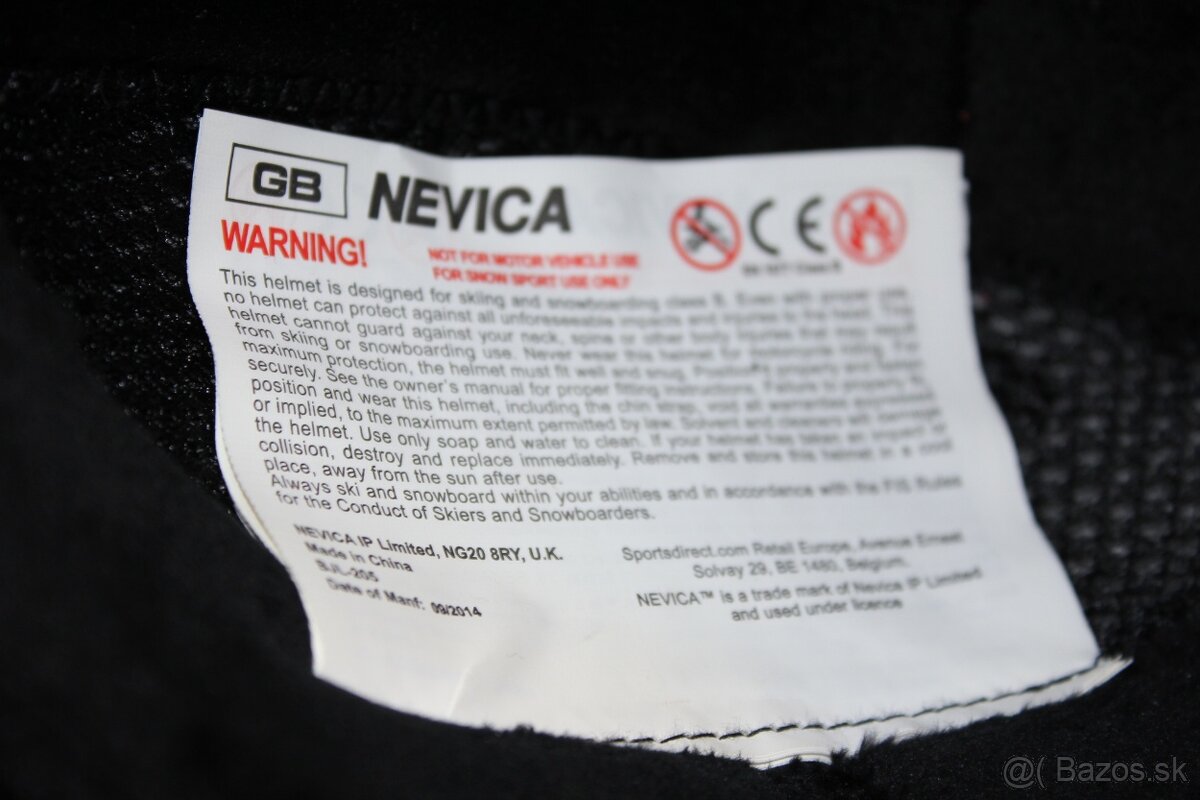 GB NEVICA CE
WARNING! NOT FOR MOTOR VEHICLE USE
FOR SNOW SPORT USE ONLY
This helmet is designed for skiing and snowboarding class B. Even with proper use,
no helmet can protect against all unforeseeable impacts and injuries to the head. This
helmet cannot guard against your neck, spine or other body injuries that may result
from skiing or snowboarding use. Never wear this helmet for motorcycle riding. For
maximum protection, the helmet must fit well and snug. Position properly and fasten
securely. See the owner's manual for proper fitting instructions. Failure to properly fit,
position and wear this helmet, including the chin strap, void all warranties
or implied, to the maximum extent permitted by law. Solvent and cleaners will damage
the helmet. Use only soap and water to clean. If your helmet has taken an impact or
collision, destroy and replace immediately. Remove and store this helmet in a cool
place, away from the sun after use.
Always ski and snowboard within your abilities and in accordance with the FIS Rules
for the Conduct of Skiers and Snowboarders.
NEVICA IP Limited, NG20 8RY, U.K.
Made in China
BJL-205
Date of Manf: 09/2014
Sportsdirect.com Retail Europe, Avenue Ernest
Solvay 29, BE 1480, Belgium.
NEVICA™ is a trade mark of Nevica IP Limited
and used under licence
@( Bazos.sk